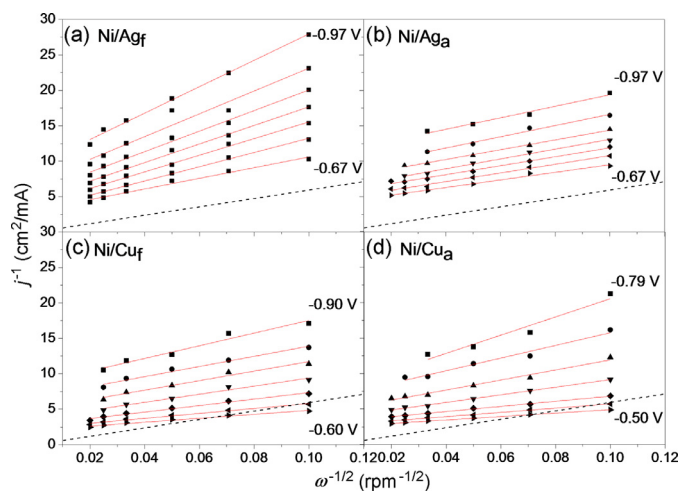 30
25
20
15
10
5
30
25
20
15
10
5
0
j⁻¹ (cm²/mA)
(a) Ni/Ag_f
-0.97 V
-0.67 V
(b) Ni/Ag_a
-0.97 V
-0.67 V
(c) Ni/Cu_f
-0.90 V
-0.60 V
(d) Ni/Cu_a
-0.79 V
-0.50 V
0.02 0.04 0.06 0.08 0.10 0.12 0.02 0.04 0.06 0.08 0.10 0.12
ω⁻¹/² (rpm⁻¹/²)